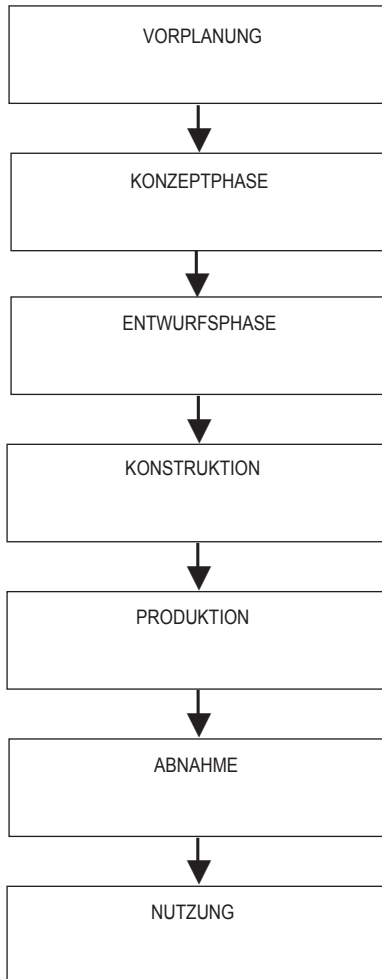 VORPLANUNG
KONZEPTPHASE
ENTWURFSPHASE
KONSTRUKTION
PRODUKTION
ABNAHME
NUTZUNG